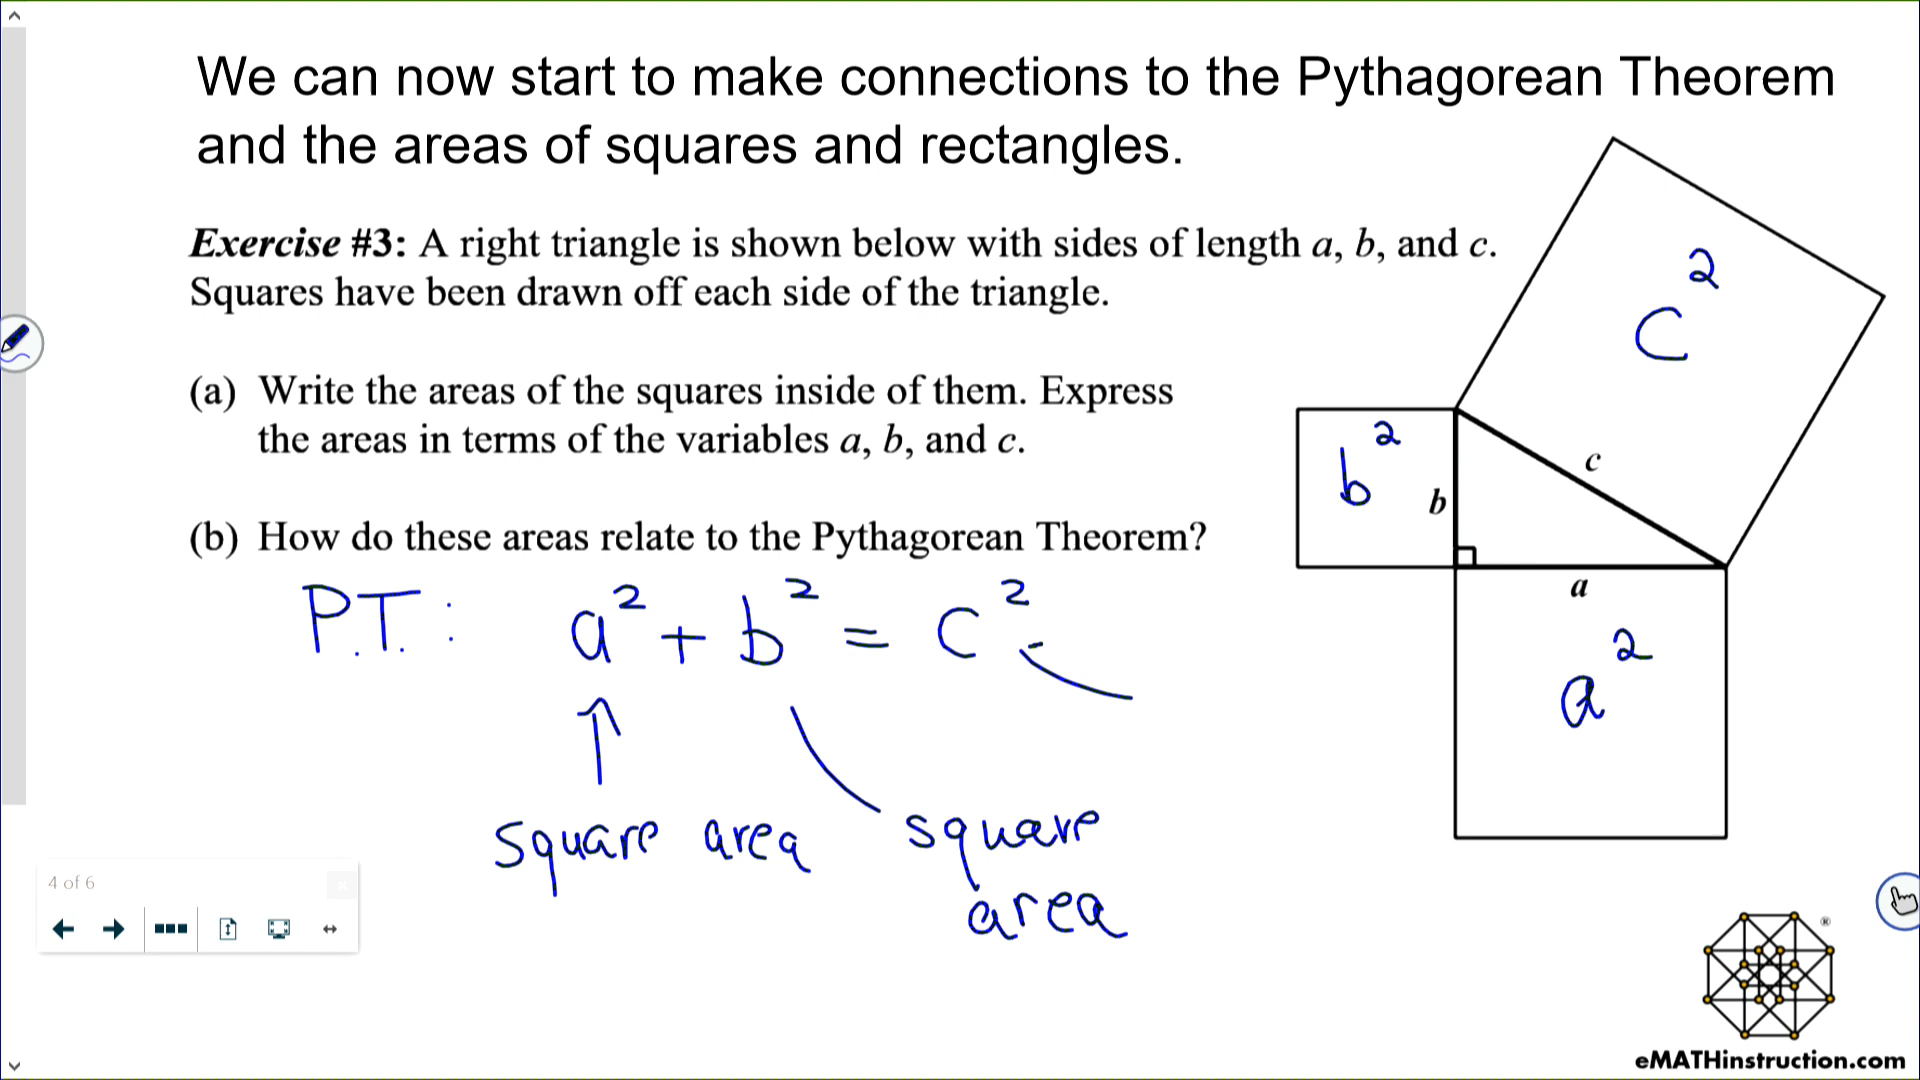 We can now start to make connections to the Pythagorean Theorem
and the areas of squares and rectangles.
Exercise #3: A right triangle is shown below with sides of length a, b, and c.
Squares have been drawn off each side of the triangle.
(a) Write the areas of the squares inside of them. Express
the areas in terms of the variables a, b, and c.
(b) How do these areas relate to the Pythagorean Theorem?
P.T.: a² + b² = c²
square area
square
area
c²
b²
b
c
a
a²
4 of 6
®
eMATHinstruction.com